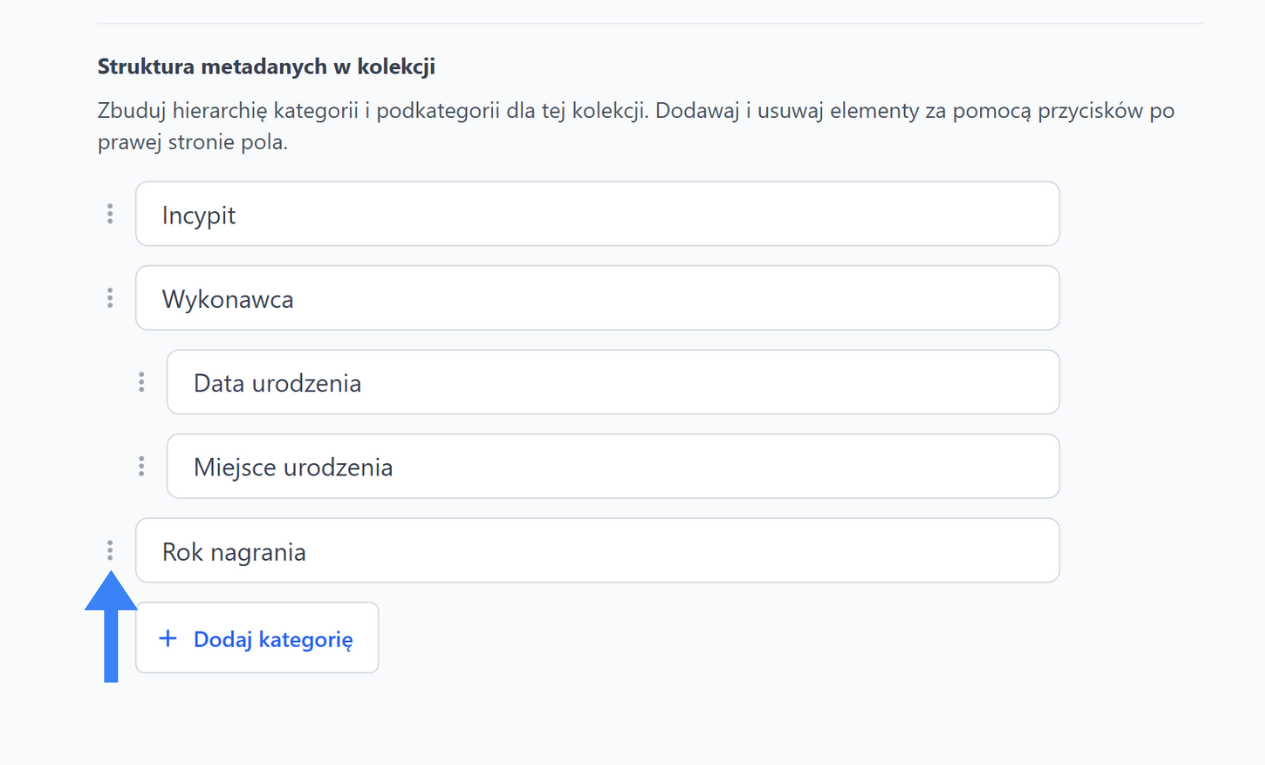 Struktura metadanych w kolekcji
Zbuduj hierarchię kategorii i podkategorii dla tej kolekcji. Dodawaj i usuwaj elementy za pomocą przycisków po
prawej stronie pola.
Incypit
Wykonawca
Data urodzenia
Miejsce urodzenia
Rok nagrania
+ Dodaj kategorię